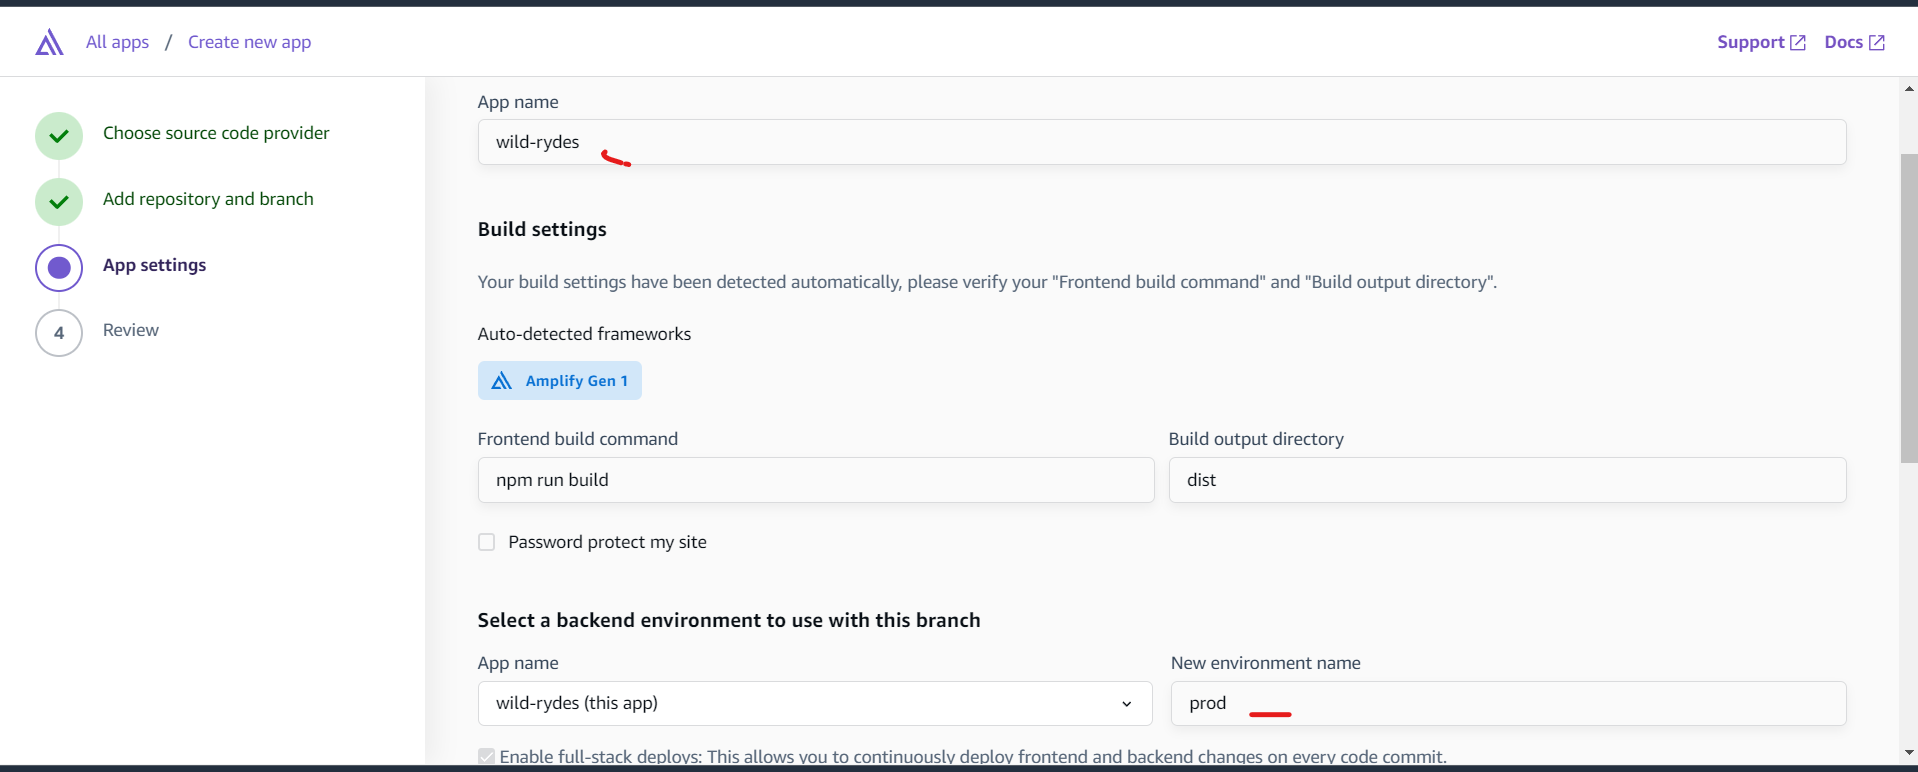 All apps / Create new app
Support Docs
Choose source code provider
Add repository and branch
App settings
4 Review
App name
wild-rydes
Build settings
Your build settings have been detected automatically, please verify your "Frontend build command" and "Build output directory".
Auto-detected frameworks
Amplify Gen 1
Frontend build command
npm run build
Build output directory
dist
Password protect my site
Select a backend environment to use with this branch
App name
wild-rydes (this app)
New environment name
prod
Enable full-stack deploys: This allows you to continuously deploy frontend and backend changes on every code commit.